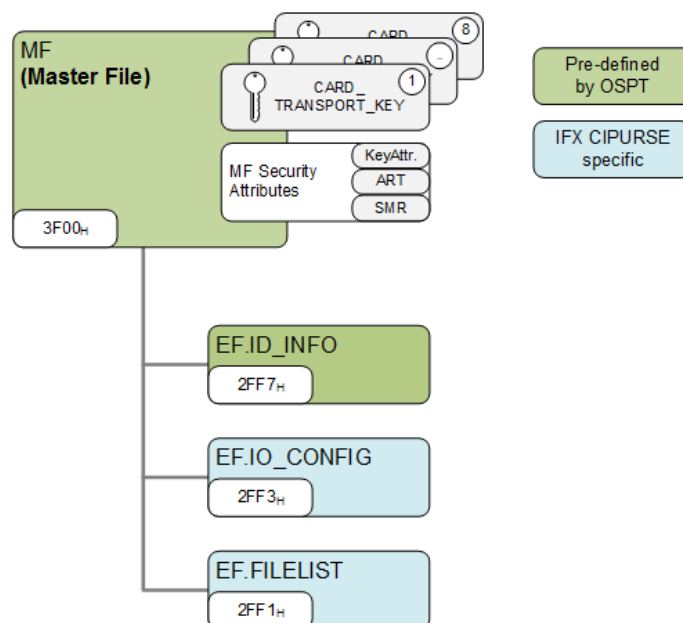 MF
(Master File)
CARD
8
CARD
..
CARD_
TRANSPORT_KEY
1
MF Security
Attributes
KeyAttr.
ART
SMR
3F00H
Pre-defined
by OSPT
IFX CIPURSE
specific
EF.ID_INFO
2FF7H
EF.IO_CONFIG
2FF3H
EF.FILELIST
2FF1H